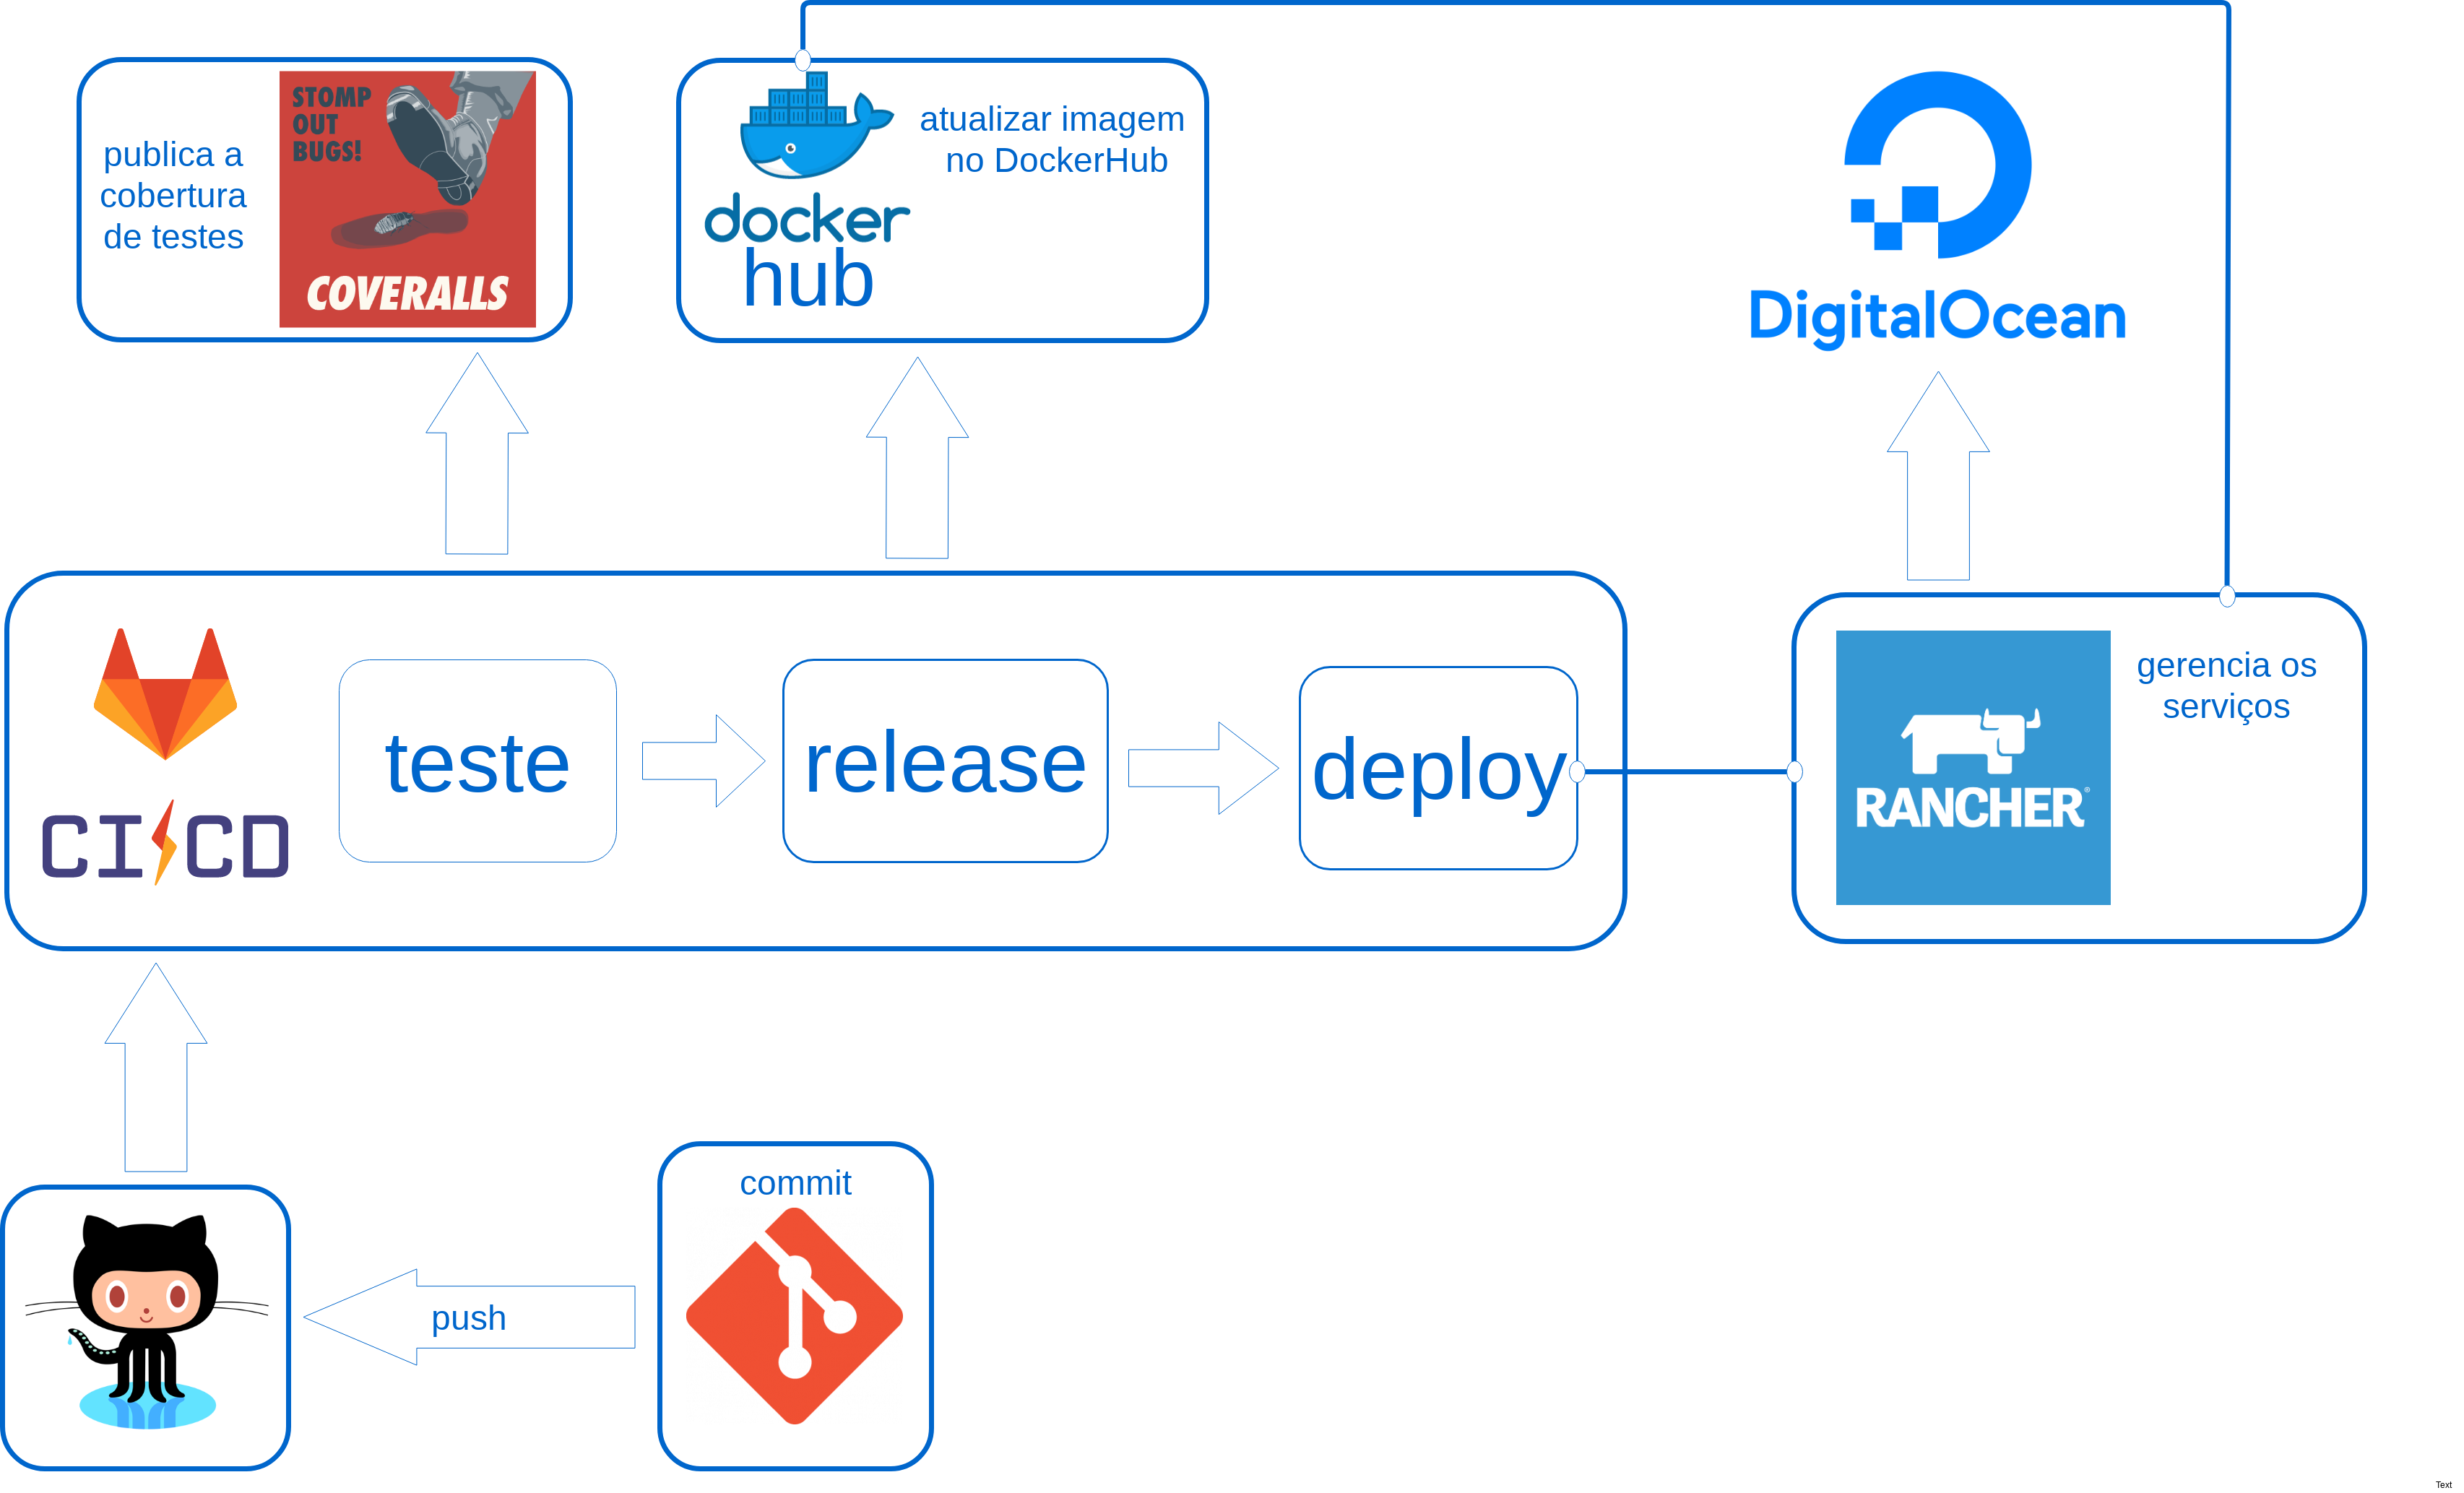 STOMP
OUT
BUGS!
publica a
cobertura
de testes
COVERALLS
atualizar imagem
no DockerHub
docker
hub
DigitalOcean
teste
release
deploy
CI CD
gerencia os
serviços
RANCHER®
commit
push
Text